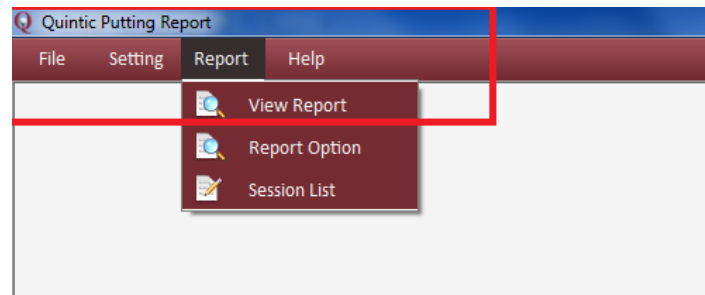 Quintic Putting Report
File Setting Report Help
View Report
Report Option
Session List